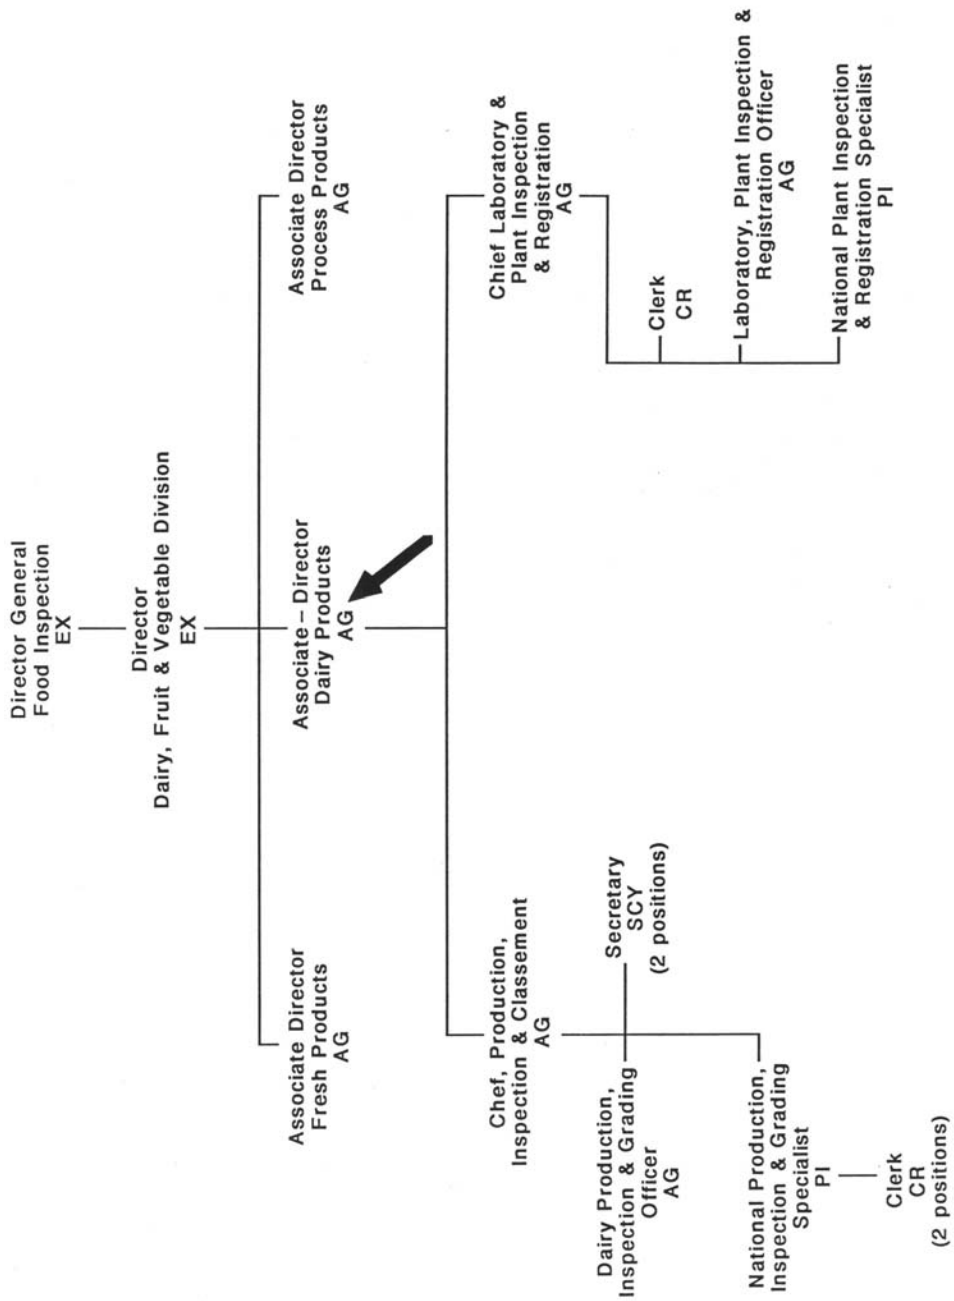 Director General
Food Inspection
EX
Director
Dairy, Fruit & Vegetable Division
EX
Associate Director
Fresh Products
AG
Associate – Director
Dairy Products
AG
Associate Director
Process Products
AG
Chef, Production,
Inspection & Classement
AG
Chief Laboratory &
Plant Inspection
& Registration
AG
Dairy Production,
Inspection & Grading
Officer
AG
Secretary
SCY
(2 positions)
National Production,
Inspection & Grading
Specialist
PI
Clerk
CR
(2 positions)
Clerk
CR
Laboratory, Plant Inspection &
Registration Officer
AG
National Plant Inspection
& Registration Specialist
PI